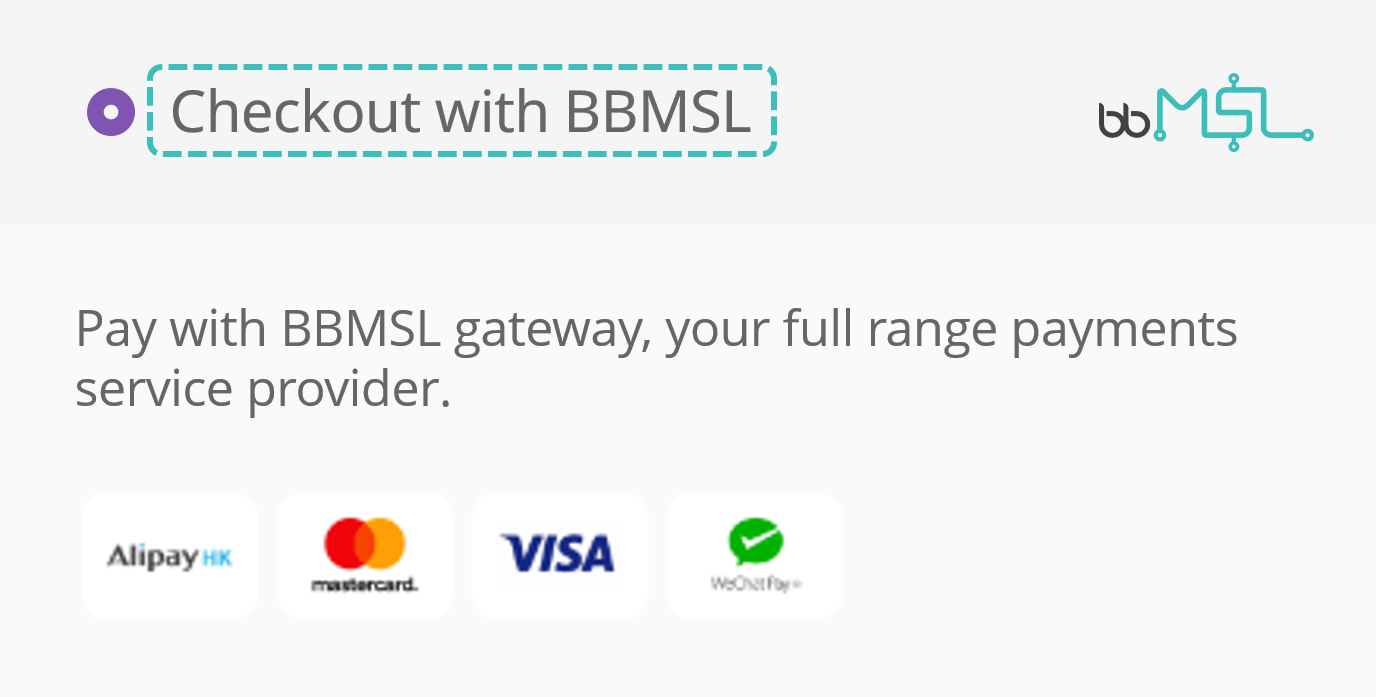 Checkout with BBMSL
bbMSL
Pay with BBMSL gateway, your full range payments
service provider.
Alipay HK
mastercard.
VISA
WeChat Pay